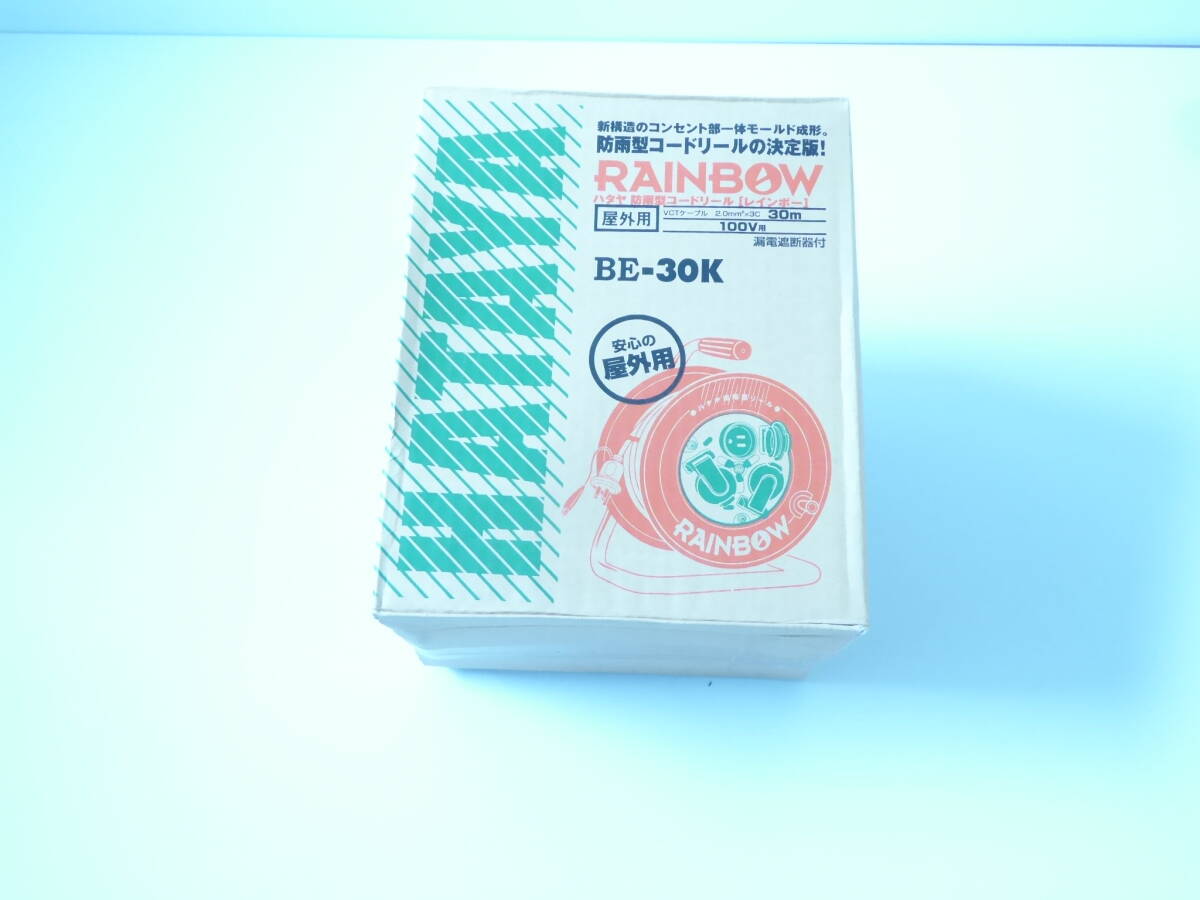 HATAYA
新構造のコンセント部一体モールド成形。
防雨型コードリールの決定版!
RAINBOW
ハタヤ 防雨型コードリール [レインボー]
屋外用
VCTケーブル 2.0mm²×3C 30m
100V用
漏電遮断器付
BE-30K
安心の
屋外用
RAINBOW